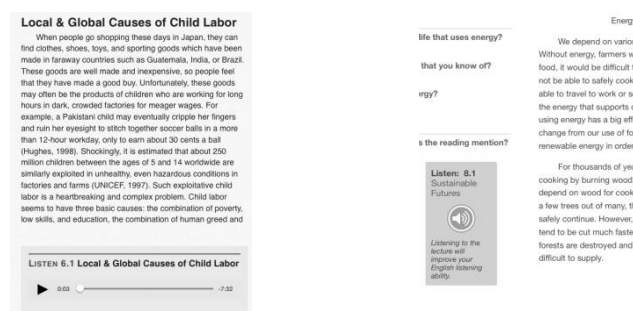 Local & Global Causes of Child Labor
When people go shopping these days in Japan, they can
find clothes, shoes, toys, and sporting goods which have been
made in faraway countries such as Guatemala, India, or Brazil.
These goods are well made and inexpensive, so people feel
that they have made a good buy. Unfortunately, these goods
may often be the products of children who are working for long
hours in dark, crowded factories for meager wages. For
example, a Pakistani child may eventually cripple her fingers
and ruin her eyesight to stitch together soccer balls in a more
than 12-hour workday, only to earn about 30 cents a ball
(Hughes, 1998). Shockingly, it is estimated that about 250
million children between the ages of 5 and 14 worldwide are
similarly exploited in unhealthy, even hazardous conditions in
factories and farms (UNICEF, 1997). Such exploitative child
labor is a heartbreaking and complex problem. Child labor
seems to have three basic causes: the combination of poverty,
low skills, and education, the combination of human greed and
LISTEN 6.1 Local & Global Causes of Child Labor
0:03 -7:32
life that uses energy?
that you know of?
rgy?
s the reading mention?
Listen: 8.1
Sustainable
Futures
Listening to the
lecture will
improve your
English listening
ability.
Energy
We depend on variou
Without energy, farmers w
food, it would be difficult t
not be able to safely cook
able to travel to work or s
the energy that supports
using energy has a big eff
change from our use of fo
renewable energy in order
For thousands of yea
cooking by burning wood
depend on wood for cook
a few trees out of many, th
safely continue. However,
tend to be cut much faste
forests are destroyed and
difficult to supply.